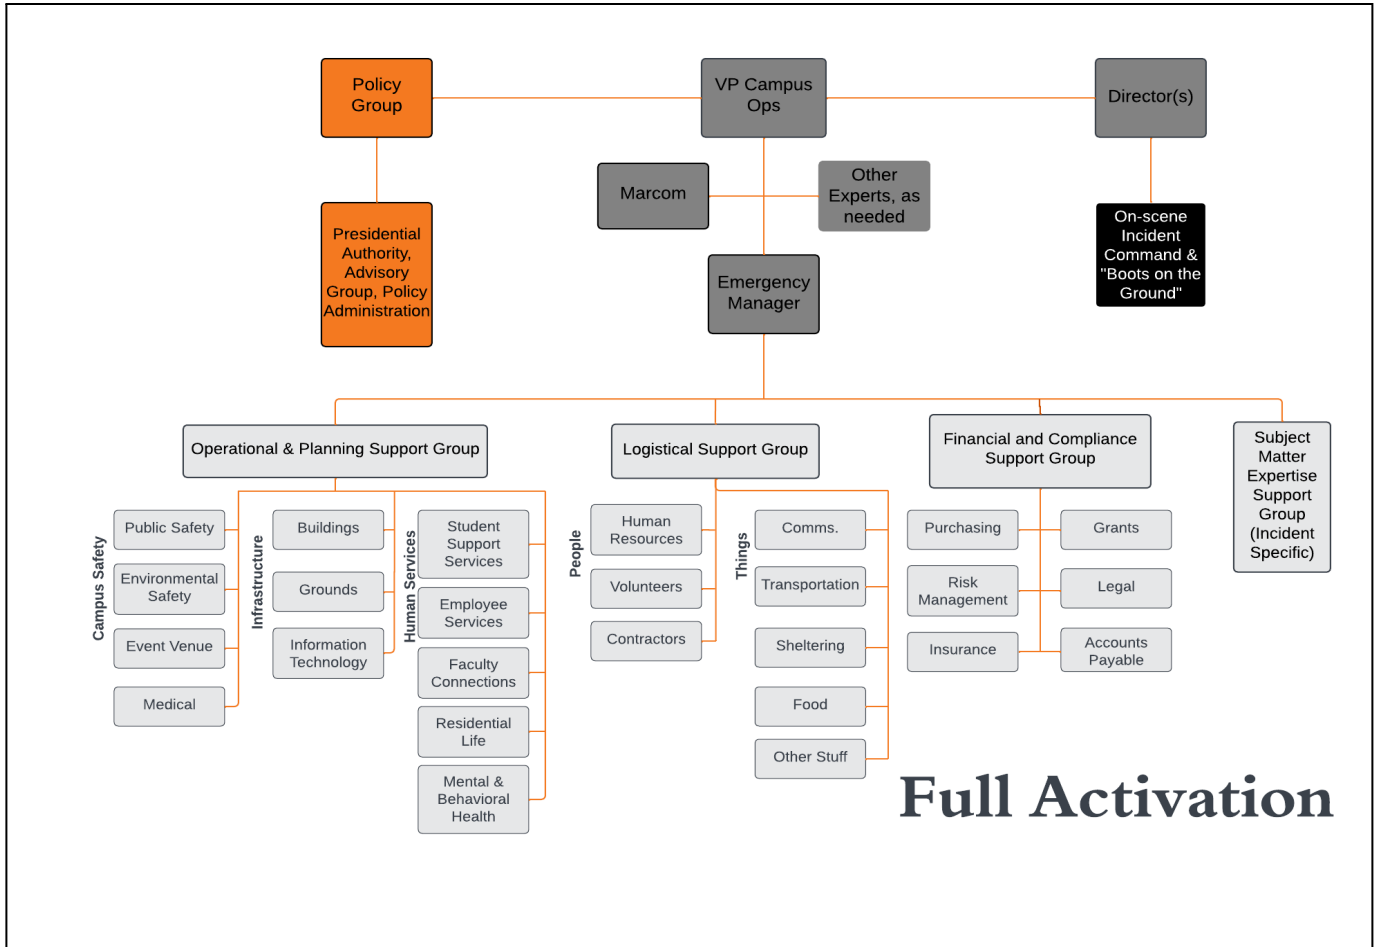 Policy
Group
VP Campus
Ops
Director(s)
Marcom
Other
Experts, as
needed
Presidential
Authority,
Advisory
Group, Policy
Administration
On-scene
Incident
Command &
"Boots on the
Ground"
Emergency
Manager
Operational & Planning Support Group
Logistical Support Group
Financial and Compliance
Support Group
Subject
Matter
Expertise
Support
Group
(Incident
Specific)
Campus Safety
Public Safety
Environmental
Safety
Event Venue
Medical
Infrastructure
Buildings
Grounds
Information
Technology
Human Services
Student
Support
Services
Employee
Services
Faculty
Connections
Residential
Life
Mental &
Behavioral
Health
People
Human
Resources
Volunteers
Contractors
Things
Comms.
Transportation
Sheltering
Food
Other Stuff
Purchasing
Risk
Management
Insurance
Grants
Legal
Accounts
Payable
Full Activation